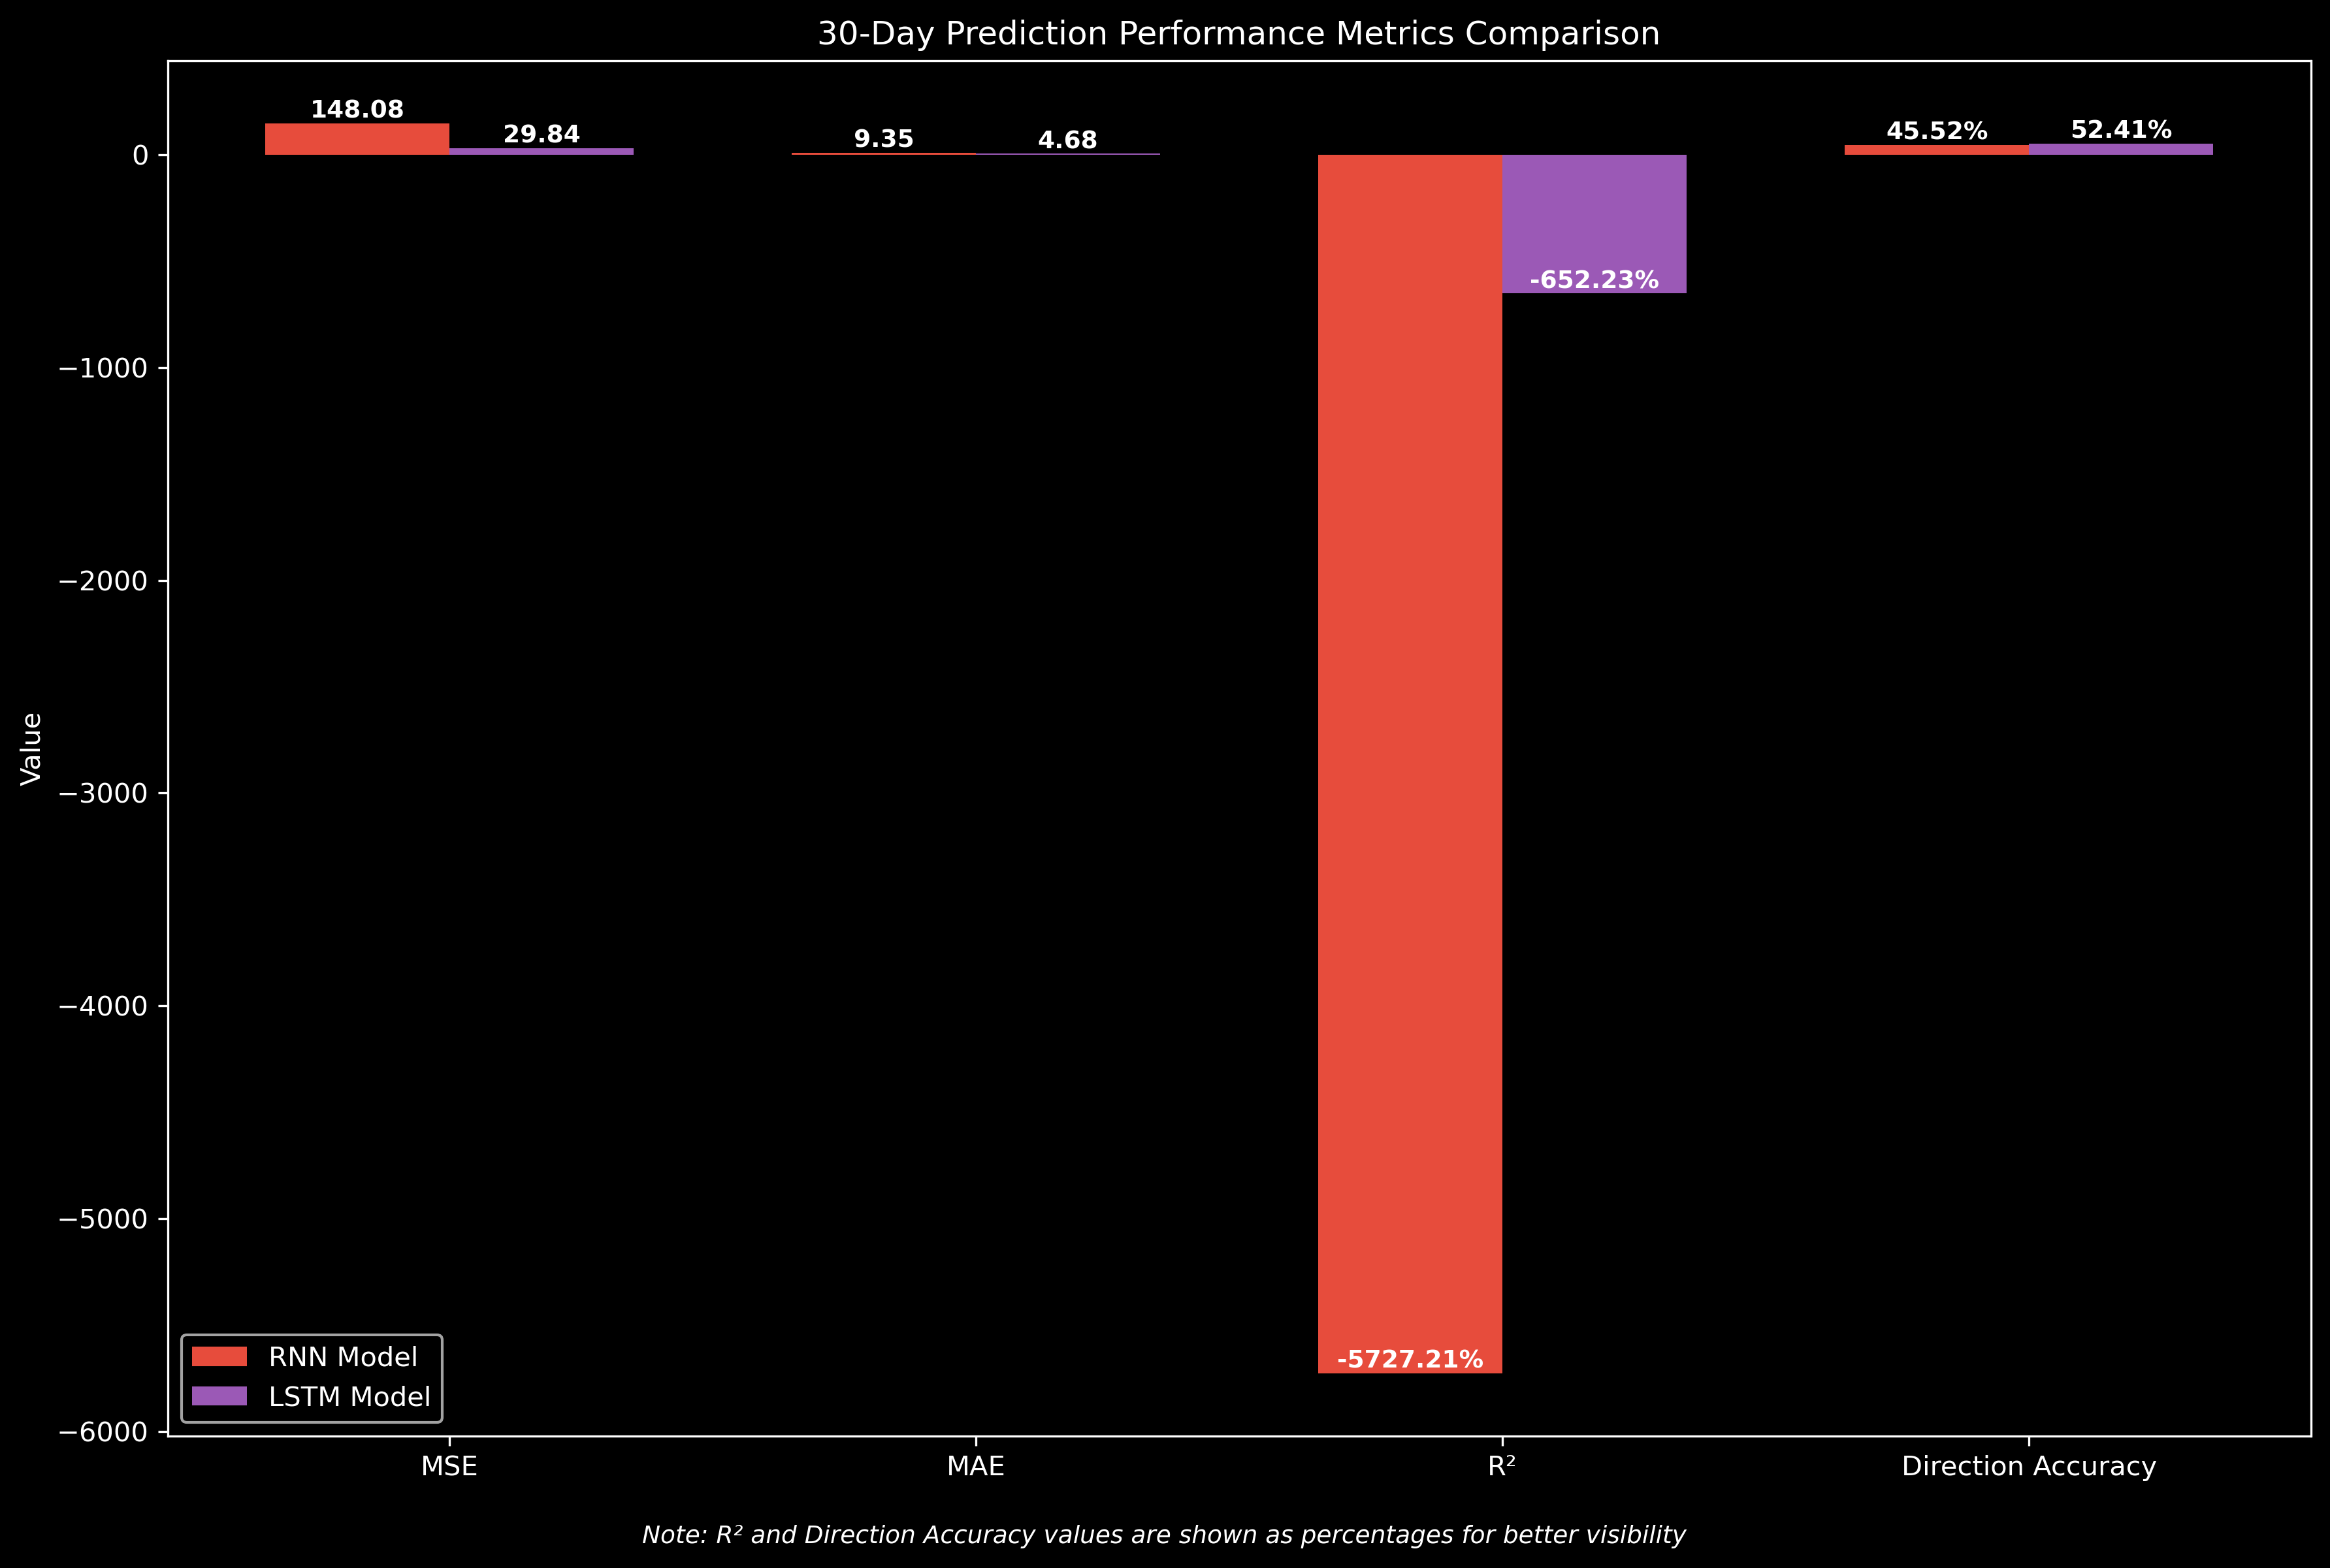 30-Day Prediction Performance Metrics Comparison
148.08
29.84
9.35
4.68
45.52%
52.41%
-652.23%
-5727.21%
Value
0
−1000
−2000
−3000
−4000
−5000
−6000
RNN Model
LSTM Model
MSE
MAE
R²
Direction Accuracy
Note: R² and Direction Accuracy values are shown as percentages for better visibility